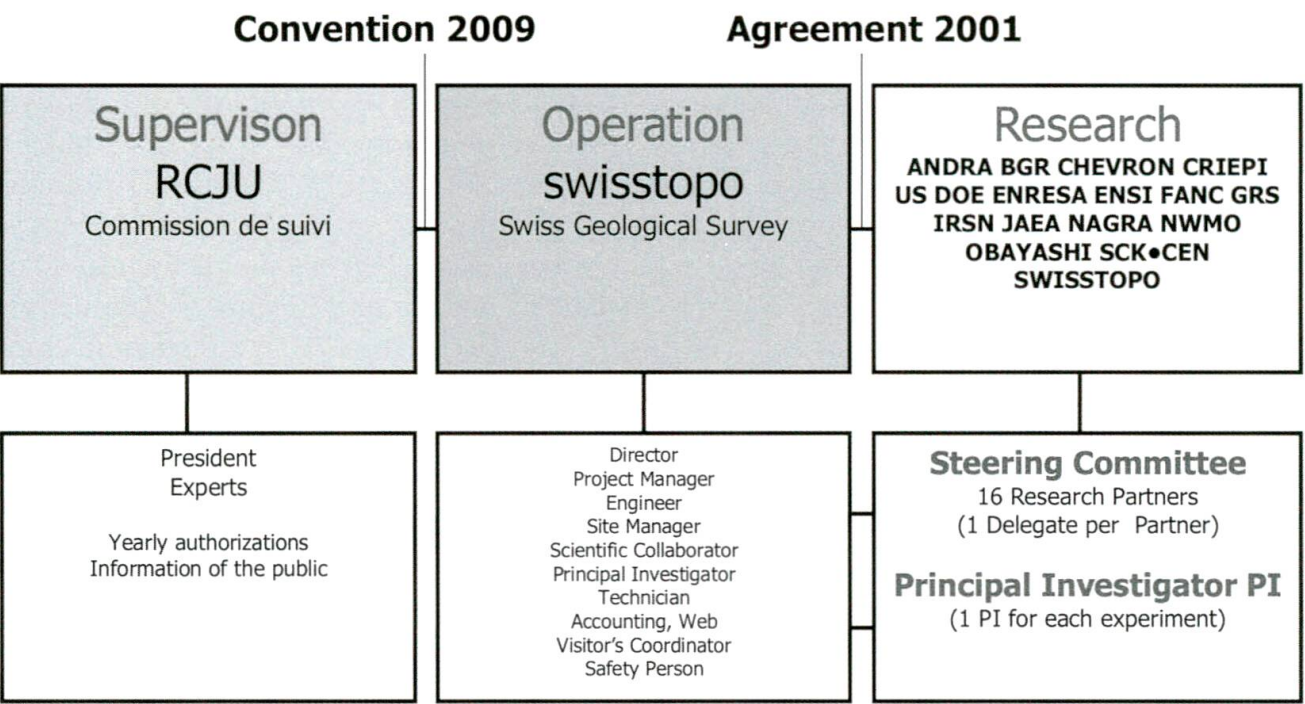 Convention 2009
Agreement 2001
Supervison
RCJU
Commission de suivi
Operation
swisstopo
Swiss Geological Survey
Research
ANDRA BGR CHEVRON CRIEPI
US DOE ENRESA ENSI FANC GRS
IRSN JAEA NAGRA NWMO
OBAYASHI SCK●CEN
SWISSTOPO
President
Experts
Yearly authorizations
Information of the public
Director
Project Manager
Engineer
Site Manager
Scientific Collaborator
Principal Investigator
Technician
Accounting, Web
Visitor's Coordinator
Safety Person
Steering Committee
16 Research Partners
(1 Delegate per Partner)
Principal Investigator PI
(1 PI for each experiment)